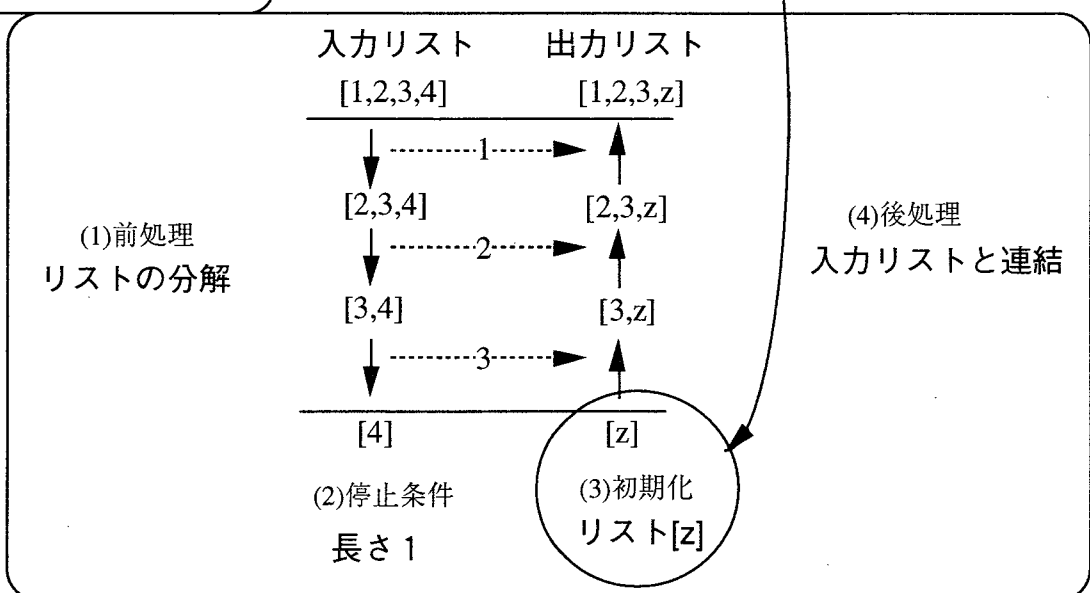 入力リスト 出力リスト
[1,2,3,4] [1,2,3,z]
1
[2,3,4] [2,3,z]
(1)前処理 2 (4)後処理
リストの分解 入力リストと連結
[3,4] [3,z]
3
[4] [z]
(2)停止条件 (3)初期化
長さ1 リスト[z]